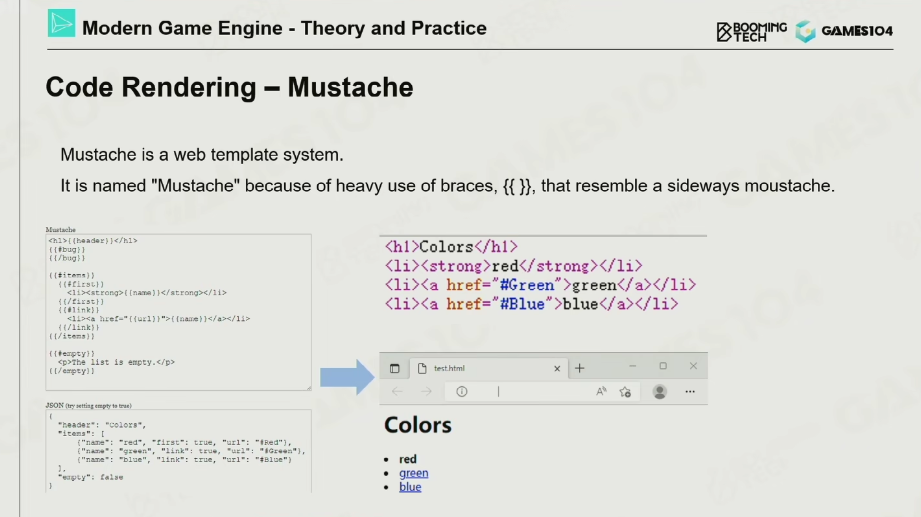 Modern Game Engine - Theory and Practice
BOOMING TECH
GAMES104
Code Rendering – Mustache
Mustache is a web template system.
It is named "Mustache" because of heavy use of braces, {{ }}, that resemble a sideways moustache.
Mustache
<h1>{{header}}</h1>
{{#bug}}
{{/bug}}
{{#items}}
{{#first}}
<li><strong>{{name}}</strong></li>
{{/first}}
{{#link}}
<li><a href="{{url}}">{{name}}</a></li>
{{/link}}
{{/items}}
{{#empty}}
<p>The list is empty.</p>
{{/empty}}
JSON (try setting empty to true)
{
"header": "Colors",
"items": [
{"name": "red", "first": true, "url": "#Red"},
{"name": "green", "link": true, "url": "#Green"},
{"name": "blue", "link": true, "url": "#Blue"}
],
"empty": false
}
<h1>Colors</h1>
<li><strong>red</strong></li>
<li><a href="#Green">green</a></li>
<li><a href="#Blue">blue</a></li>
test.html
Colors
red
green
blue